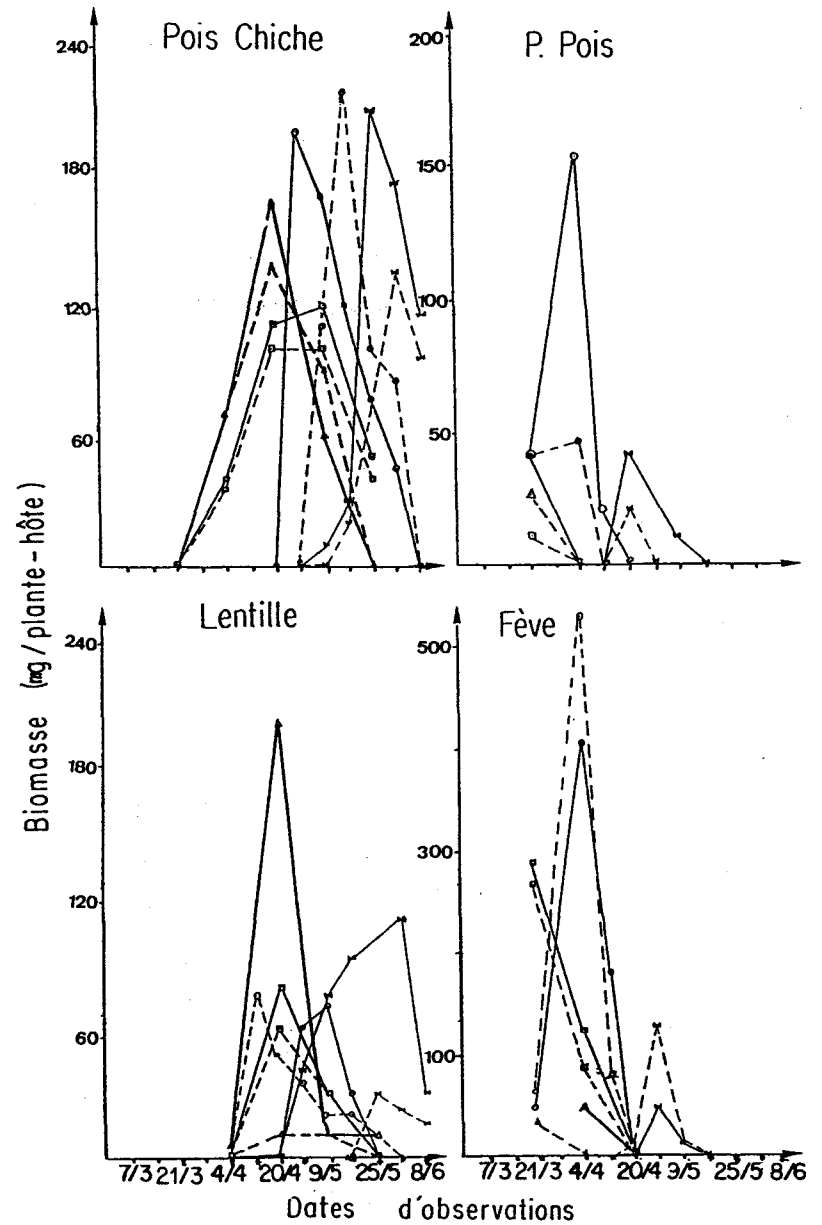 Pois Chiche
P. Pois
240
180
120
60
200
150
100
50
Lentille
Fève
240
180
120
60
500
300
100
Biomasse (mg/plante-hôte)
7/3 21/3 4/4 20/4 9/5 25/5 8/6
7/3 21/3 4/4 20/4 9/5 25/5 8/6
Dates d'observations